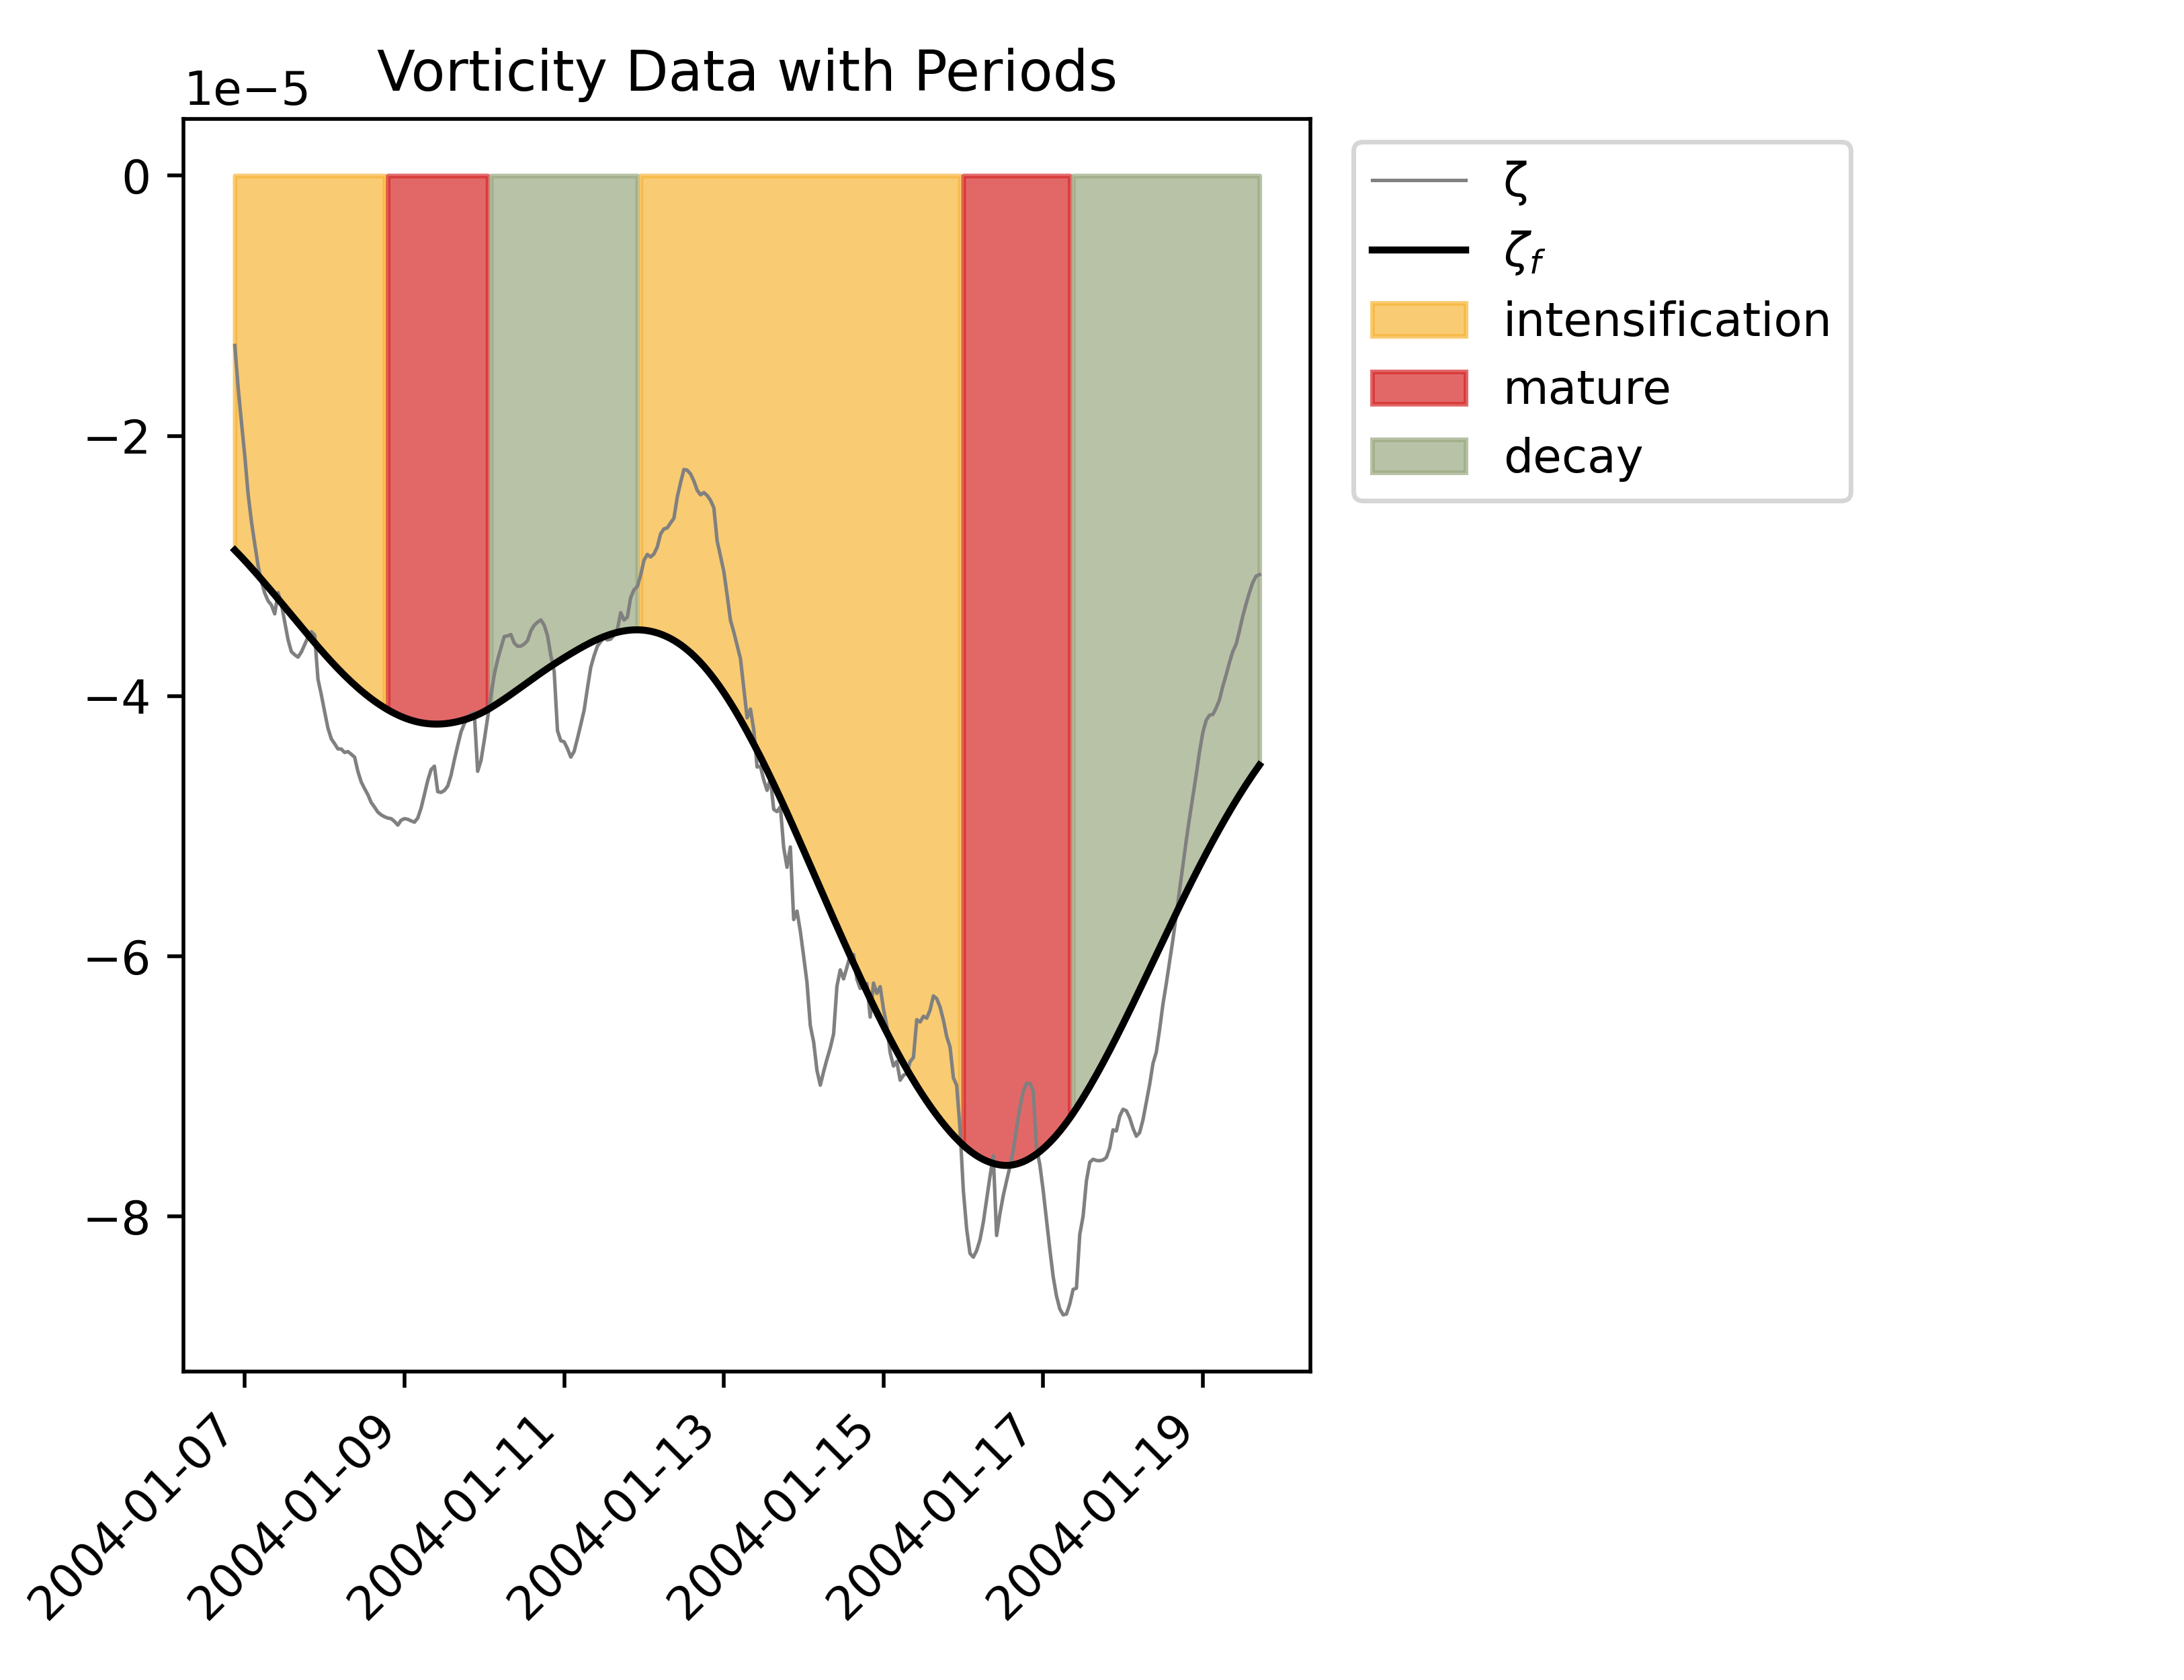 Vorticity Data with Periods
1e−5
0
−2
−4
−6
−8
2004-01-07
2004-01-09
2004-01-11
2004-01-13
2004-01-15
2004-01-17
2004-01-19
ζ
ζf
intensification
mature
decay